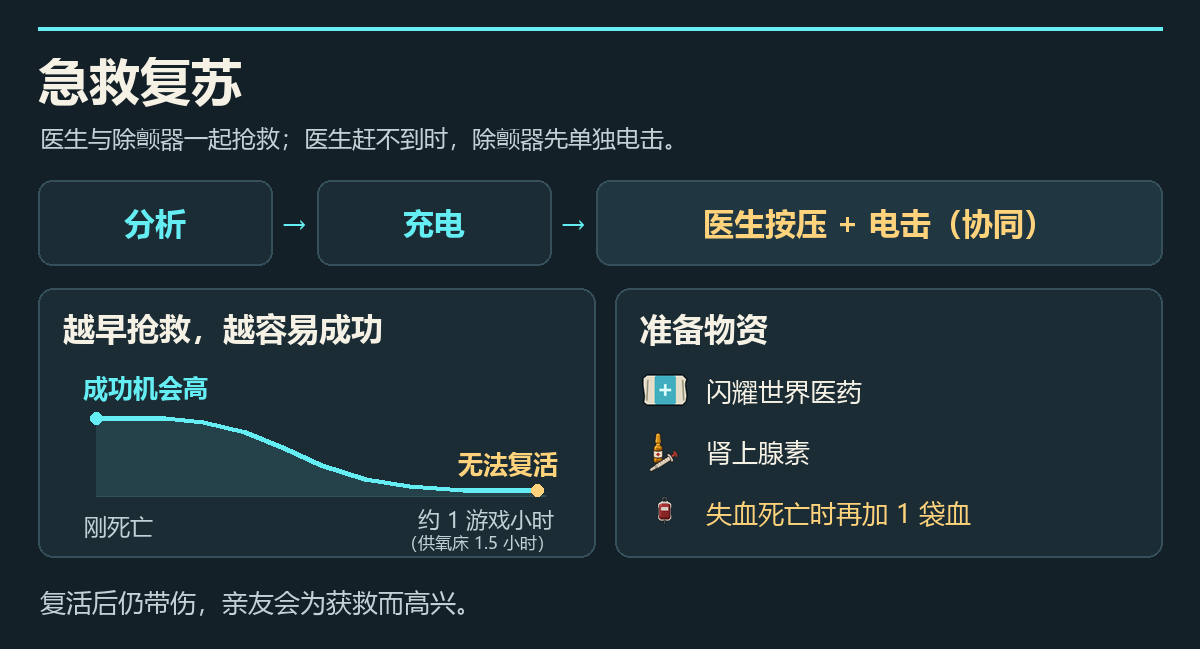 急救复苏
医生与除颤器一起抢救；医生赶不到时，除颤器先单独电击。
分析 → 充电 → 医生按压 + 电击（协同）
越早抢救，越容易成功
成功机会高
无法复活
刚死亡
约 1 游戏小时
(供氧床 1.5 小时)
准备物资
闪耀世界医药
肾上腺素
失血死亡时再加 1 袋血
复活后仍带伤，亲友会为获救而高兴。